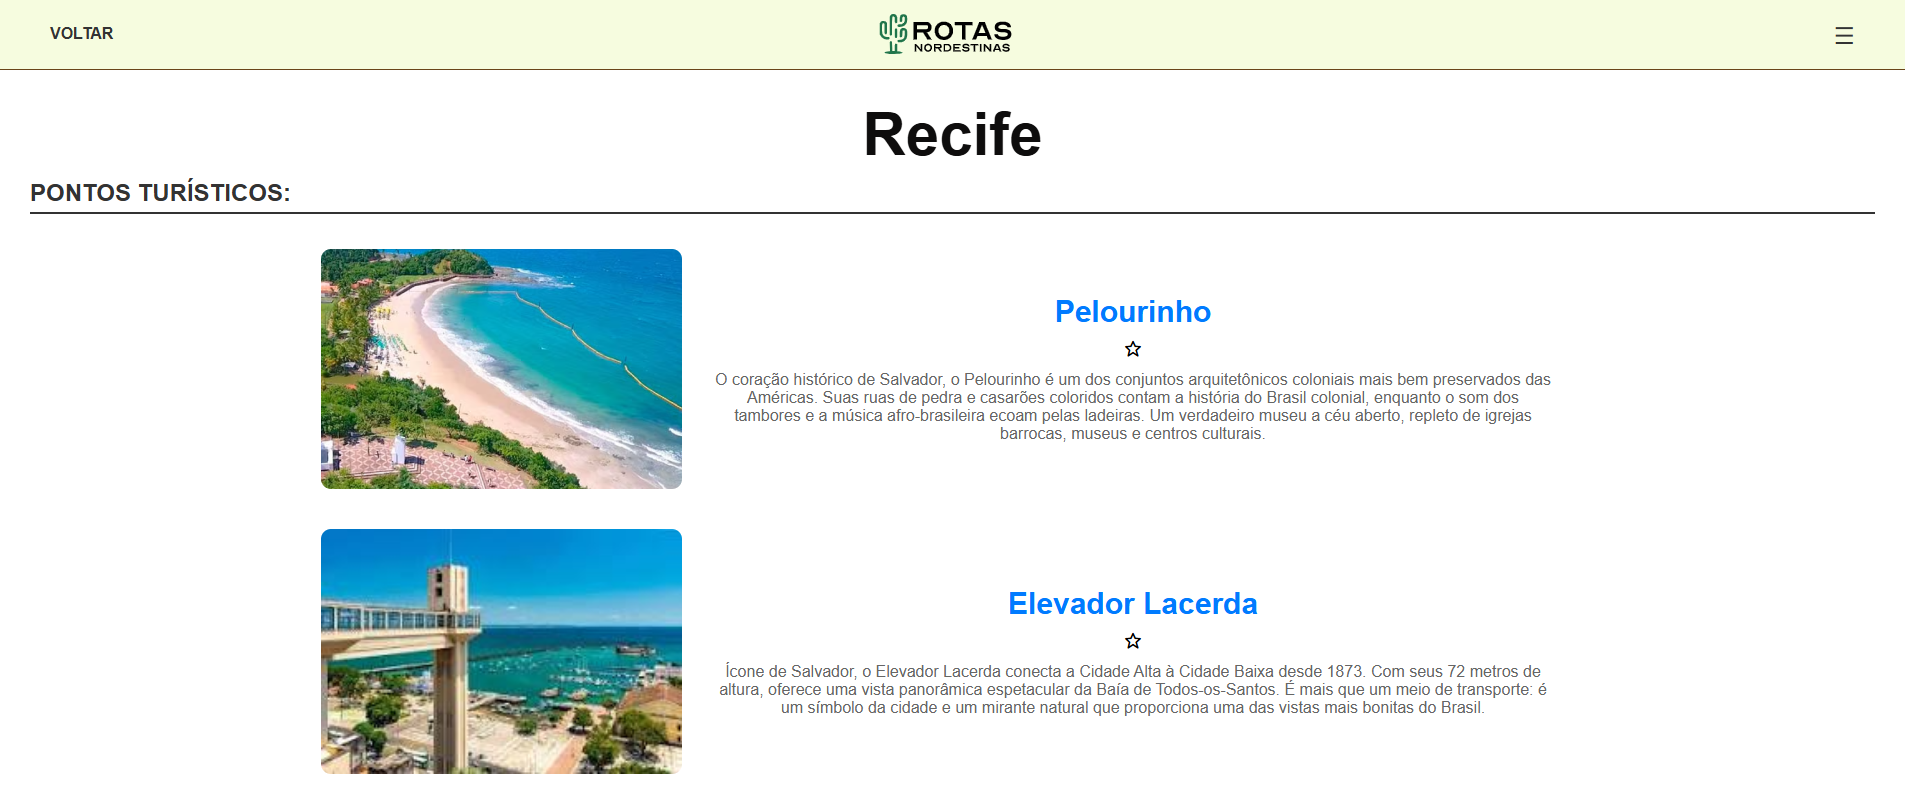 VOLTAR
ROTAS
NORDESTINAS
Recife
PONTOS TURÍSTICOS:
Pelourinho
O coração histórico de Salvador, o Pelourinho é um dos conjuntos arquitetônicos coloniais mais bem preservados das
Américas. Suas ruas de pedra e casarões coloridos contam a história do Brasil colonial, enquanto o som dos
tambores e a música afro-brasileira ecoam pelas ladeiras. Um verdadeiro museu a céu aberto, repleto de igrejas
barrocas, museus e centros culturais.
Elevador Lacerda
Ícone de Salvador, o Elevador Lacerda conecta a Cidade Alta à Cidade Baixa desde 1873. Com seus 72 metros de
altura, oferece uma vista panorâmica espetacular da Baía de Todos-os-Santos. É mais que um meio de transporte: é
um símbolo da cidade e um mirante natural que proporciona uma das vistas mais bonitas do Brasil.